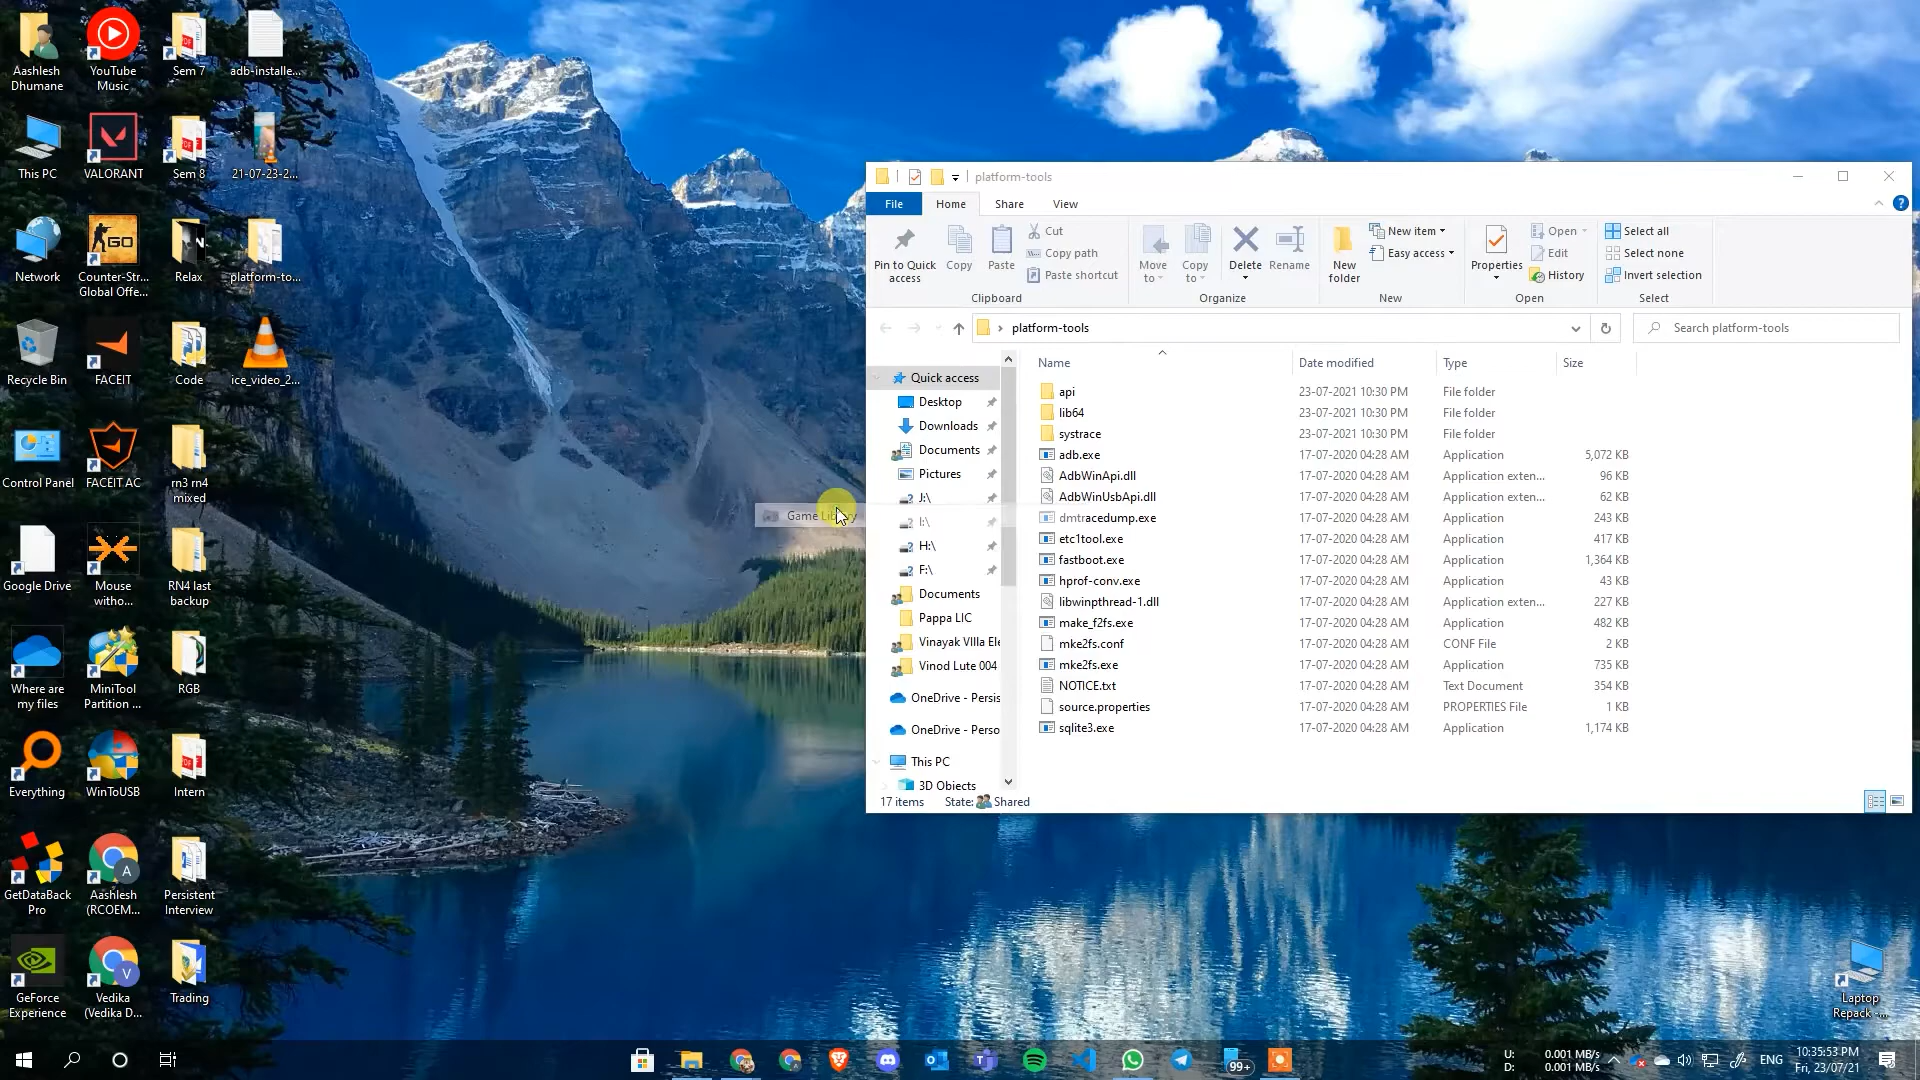 Aashlesh
Dhumane
YouTube
Music
Sem 7
adb-installe...
This PC
VALORANT
Sem 8
21-07-23-2...
Network
Counter-Str...
Global Offe...
Relax
platform-to...
Recycle Bin
FACEIT
Code
ice_video_2...
Control Panel
FACEIT AC
rn3 rn4
mixed
Google Drive
Mouse
witho...
RN4 last
backup
Where are
my files
MiniTool
Partition ...
RGB
Everything
WinToUSB
Intern
GetDataBack
Pro
Aashlesh
(RCOEM...
Persistent
Interview
GeForce
Experience
Vedika
(Vedika D...
Trading
Laptop
Repack -...
platform-tools
File
Home
Share
View
Pin to Quick
access
Copy
Paste
Cut
Copy path
Paste shortcut
Clipboard
Move
to
Copy
to
Delete
Rename
Organize
New
folder
New item
Easy access
New
Properties
Open
Edit
History
Open
Select all
Select none
Invert selection
Select
platform-tools
Search platform-tools
Quick access
Desktop
Downloads
Documents
Pictures
J:\
I:\
H:\
F:\
Documents
Pappa LIC
Vinayak VIlla Ele
Vinod Lute 004
OneDrive - Persis
OneDrive - Perso
This PC
3D Objects
Name Date modified Type Size
api 23-07-2021 10:30 PM File folder
lib64 23-07-2021 10:30 PM File folder
systrace 23-07-2021 10:30 PM File folder
adb.exe 17-07-2020 04:28 AM Application 5,072 KB
AdbWinApi.dll 17-07-2020 04:28 AM Application exten... 96 KB
AdbWinUsbApi.dll 17-07-2020 04:28 AM Application exten... 62 KB
dmtracedump.exe 17-07-2020 04:28 AM Application 243 KB
etc1tool.exe 17-07-2020 04:28 AM Application 417 KB
fastboot.exe 17-07-2020 04:28 AM Application 1,364 KB
hprof-conv.exe 17-07-2020 04:28 AM Application 43 KB
libwinpthread-1.dll 17-07-2020 04:28 AM Application exten... 227 KB
make_f2fs.exe 17-07-2020 04:28 AM Application 482 KB
mke2fs.conf 17-07-2020 04:28 AM CONF File 2 KB
mke2fs.exe 17-07-2020 04:28 AM Application 735 KB
NOTICE.txt 17-07-2020 04:28 AM Text Document 354 KB
source.properties 17-07-2020 04:28 AM PROPERTIES File 1 KB
sqlite3.exe 17-07-2020 04:28 AM Application 1,174 KB
17 items State: Shared
Game Library
99+
U: 0.001 MB/s
D: 0.001 MB/s
ENG
10:35:53 PM
Fri, 23/07/21